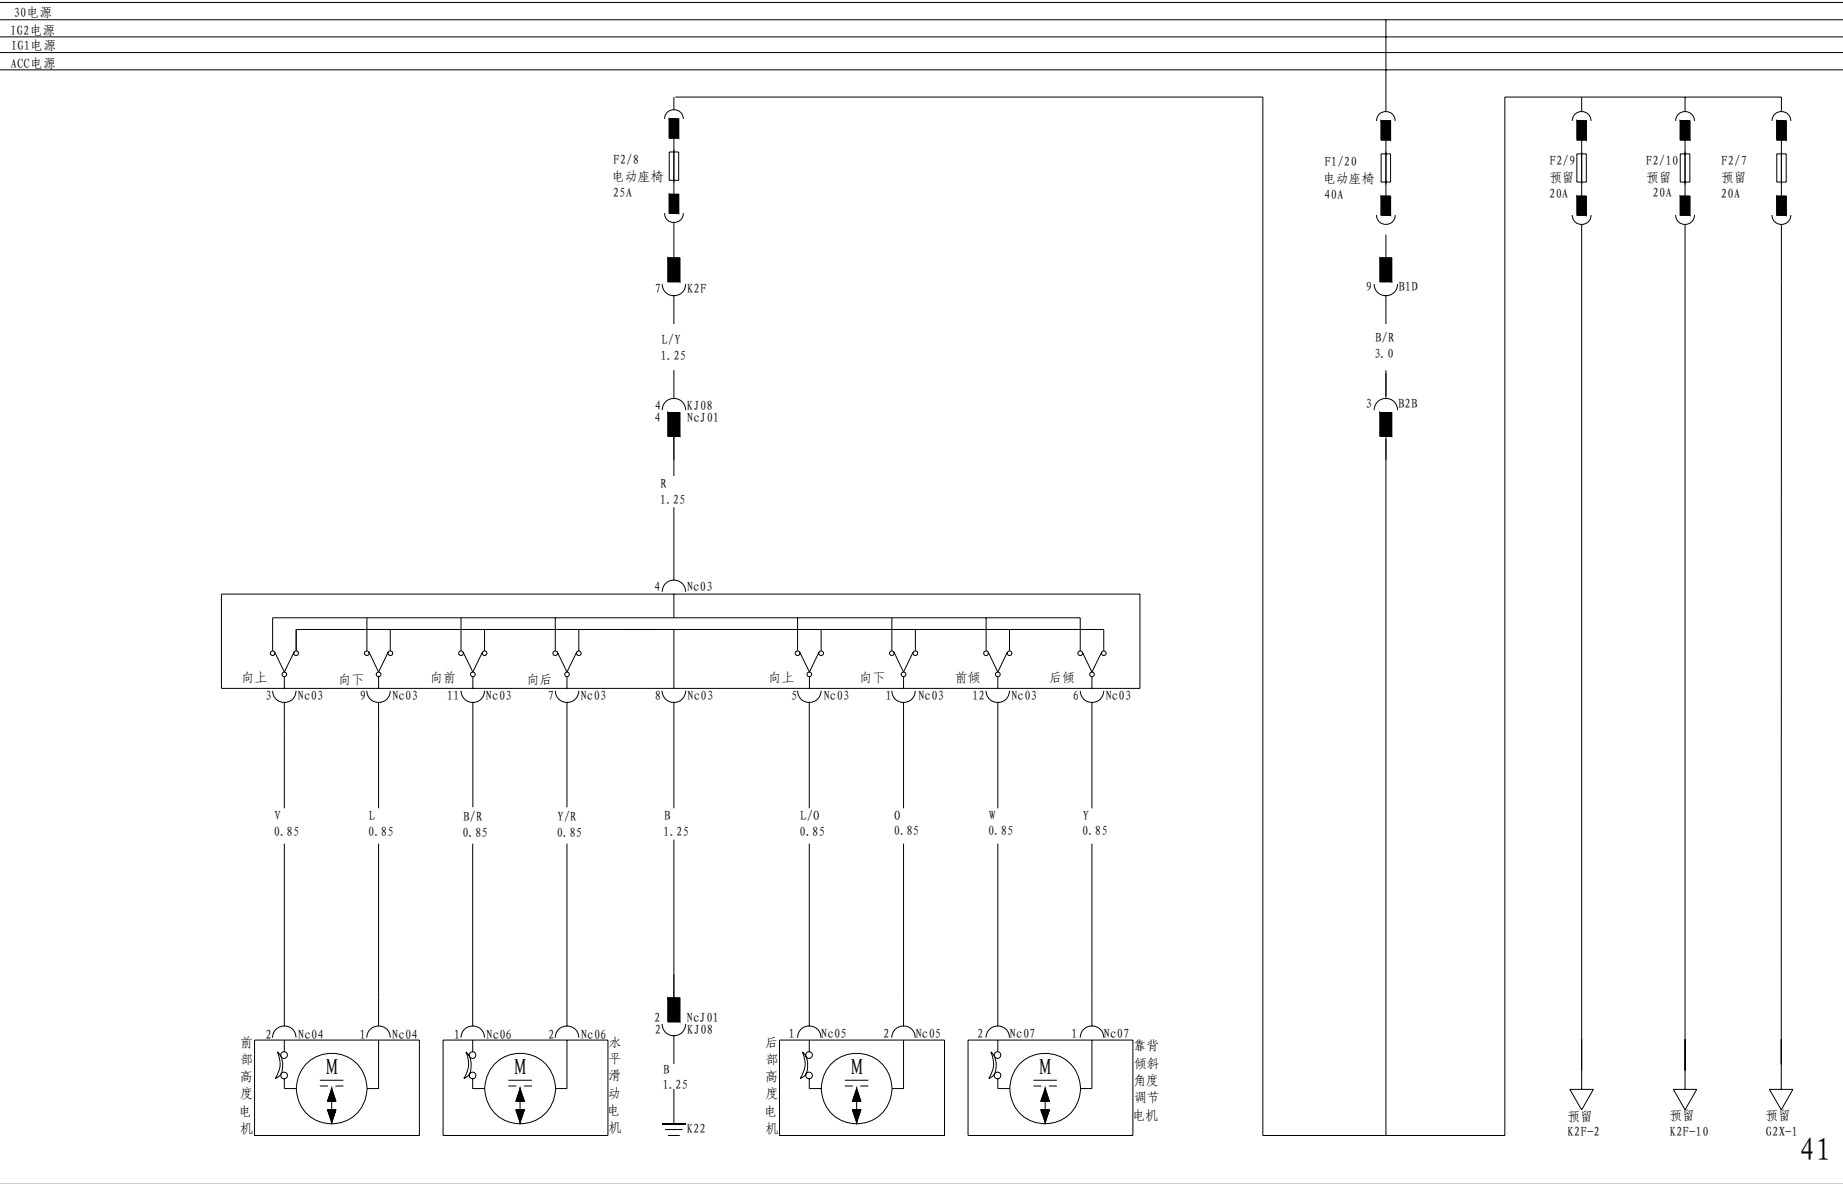 30电源
IG2电源
IG1电源
ACC电源
F2/8
电动座椅
25A
F1/20
电动座椅
40A
F2/9
预留
20A
F2/10
预留
20A
F2/7
预留
20A
7 K2F
9 B1D
L/Y
1.25
B/R
3.0
4 KJ08
4 NcJ01
3 B2B
R
1.25
4 Nc03
向上
向下
向前
向后
向上
向下
前倾
后倾
3 Nc03
9 Nc03
11 Nc03
7 Nc03
8 Nc03
5 Nc03
1 Nc03
12 Nc03
6 Nc03
V
0.85
L
0.85
B/R
0.85
Y/R
0.85
B
1.25
L/O
0.85
O
0.85
W
0.85
Y
0.85
2 NcJ01
2 KJ08
B
1.25
K22
2 Nc04
1 Nc04
前部高度电机
M
1 Nc06
2 Nc06
水平滑动电机
M
1 Nc05
2 Nc05
后部高度电机
M
2 Nc07
1 Nc07
靠背
倾斜
角度
调节
电机
M
预留
K2F-2
预留
K2F-10
预留
G2X-1
41